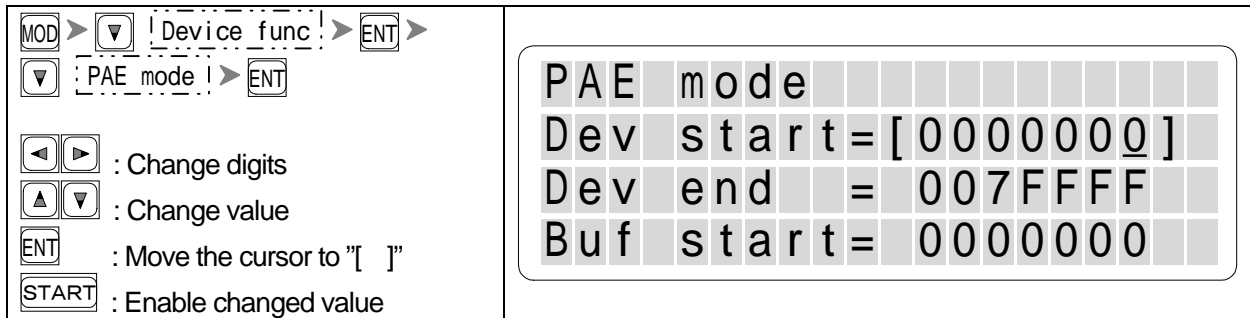 MOD > ▼ Device func > ENT >
▼ PAE mode > ENT
◀ ▶ : Change digits
▲ ▼ : Change value
ENT : Move the cursor to ”[ ]”
START : Enable changed value
PAE mode
Dev start=[0000000]
Dev end = 007FFFF
Buf start= 0000000